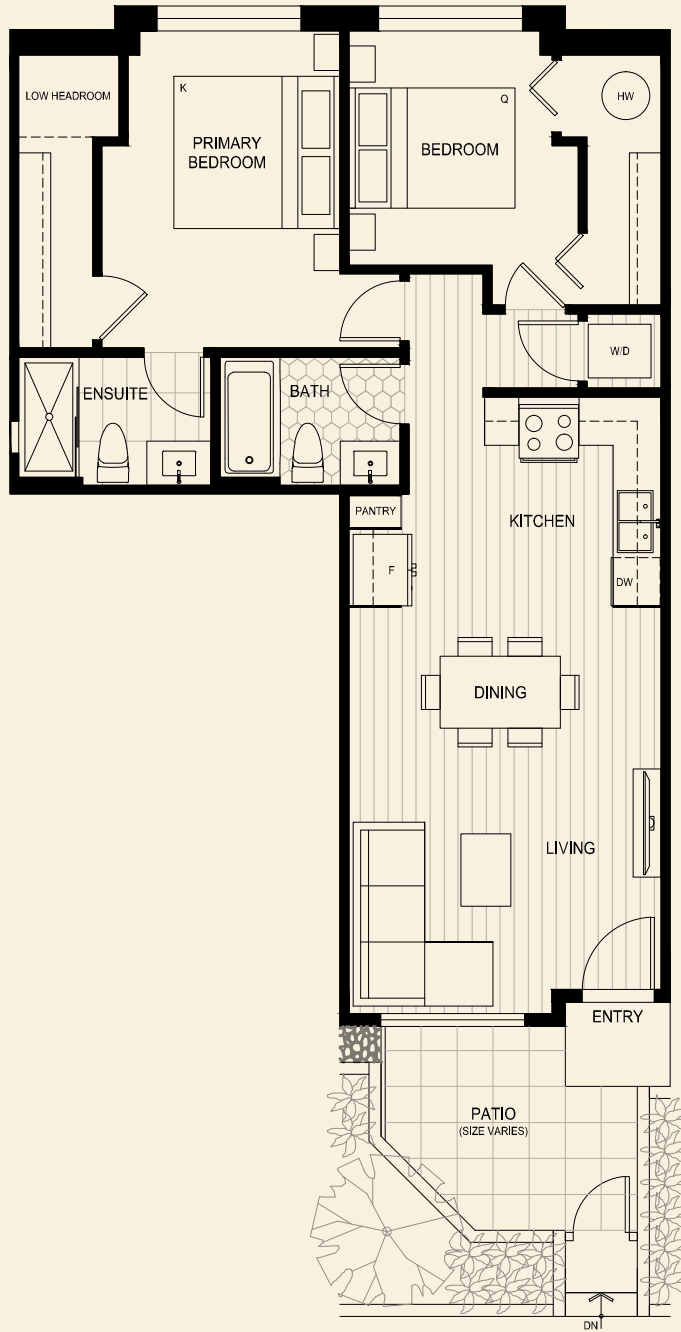 LOW HEADROOM
K
PRIMARY
BEDROOM
Q
BEDROOM
HW
W/D
ENSUITE
BATH
PANTRY
F
KITCHEN
DW
DINING
LIVING
ENTRY
PATIO
(SIZE VARIES)
DN